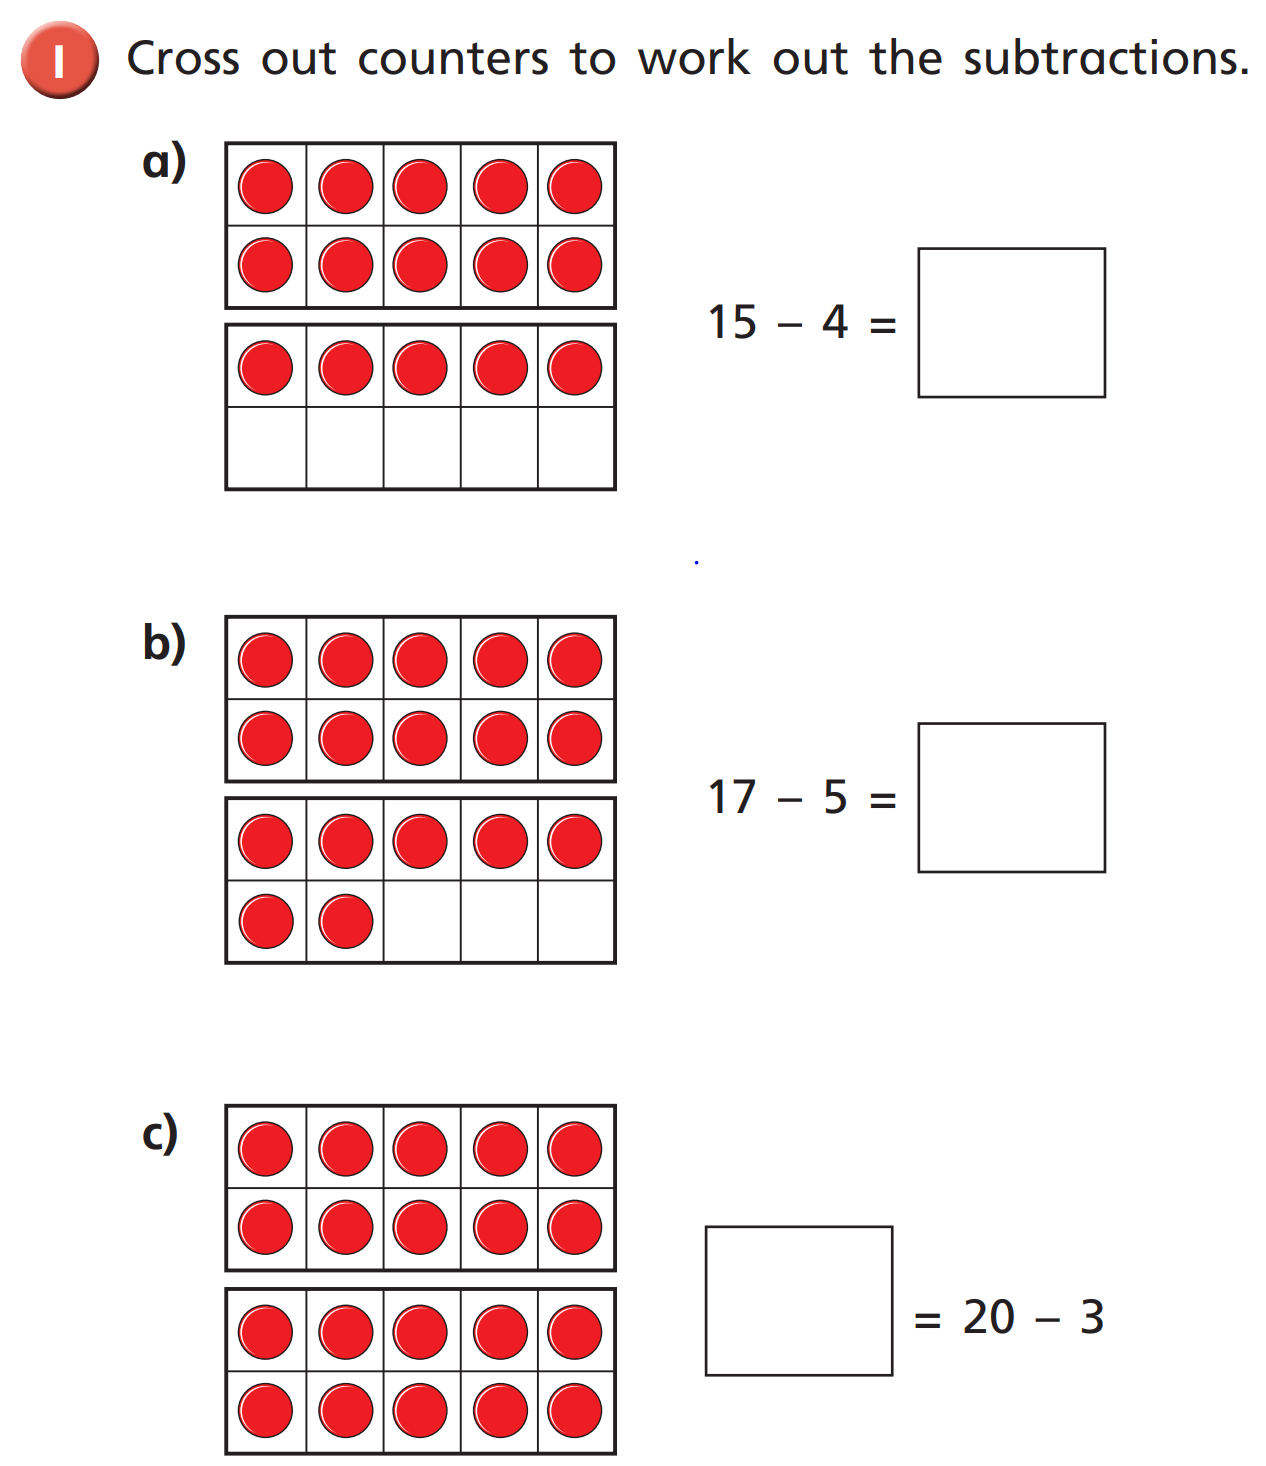 1 Cross out counters to work out the subtractions.
a)
15 – 4 =
b)
17 – 5 =
c)
= 20 – 3